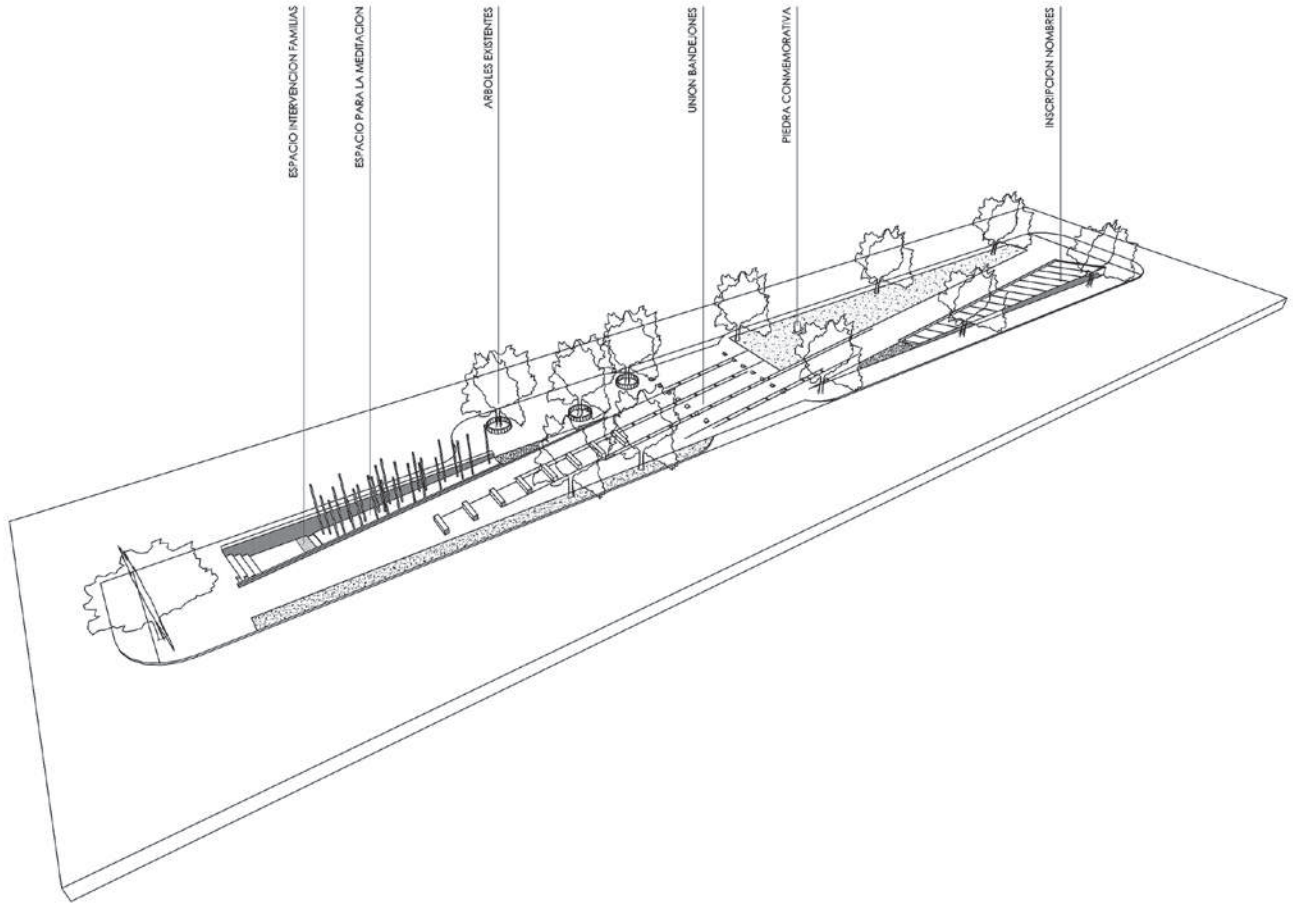 ESPACIO INTERVENCION FAMILIAS
ESPACIO PARA LA MEDITACION
ARBOLES EXISTENTES
UNION BANDEJONES
PIEDRA CONMEMORATIVA
INSCRIPCION NOMBRES